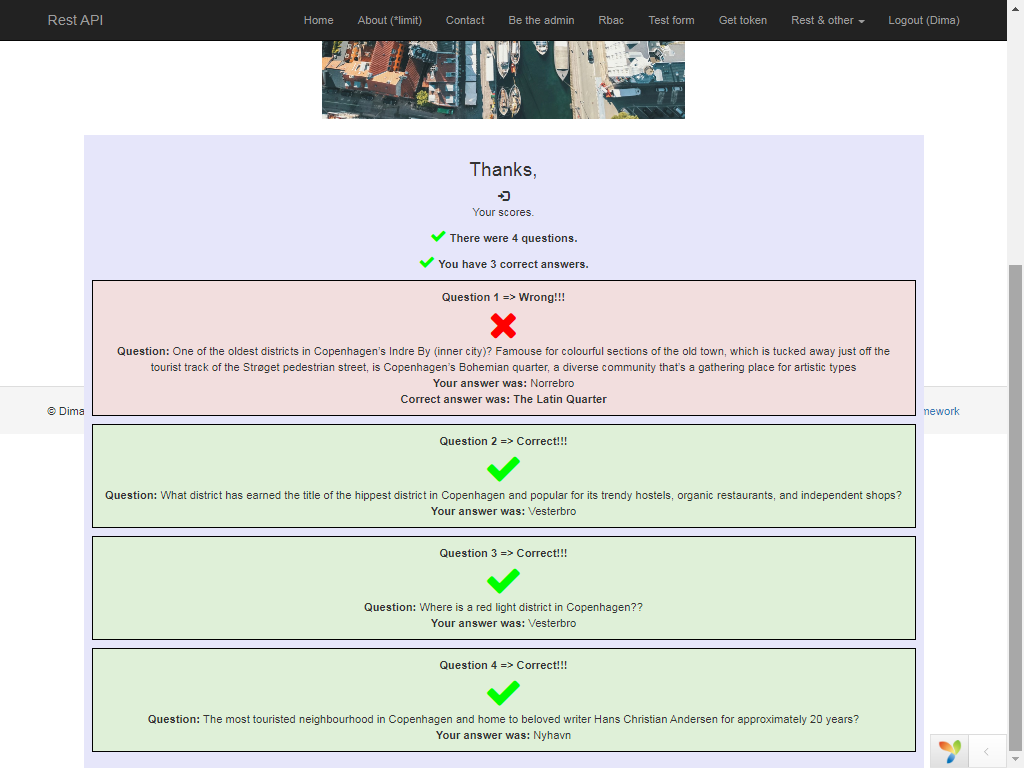 Rest API
Home About (*limit) Contact Be the admin Rbac Test form Get token Rest & other Logout (Dima)
Thanks,
Your scores.
There were 4 questions.
You have 3 correct answers.
Question 1 => Wrong!!!
Question: One of the oldest districts in Copenhagen’s Indre By (inner city)? Famouse for colourful sections of the old town, which is tucked away just off the
tourist track of the Strøget pedestrian street, is Copenhagen’s Bohemian quarter, a diverse community that’s a gathering place for artistic types
Your answer was: Norrebro
Correct answer was: The Latin Quarter
© Dima
mework
Question 2 => Correct!!!
Question: What district has earned the title of the hippest district in Copenhagen and popular for its trendy hostels, organic restaurants, and independent shops?
Your answer was: Vesterbro
Question 3 => Correct!!!
Question: Where is a red light district in Copenhagen??
Your answer was: Vesterbro
Question 4 => Correct!!!
Question: The most touristed neighbourhood in Copenhagen and home to beloved writer Hans Christian Andersen for approximately 20 years?
Your answer was: Nyhavn